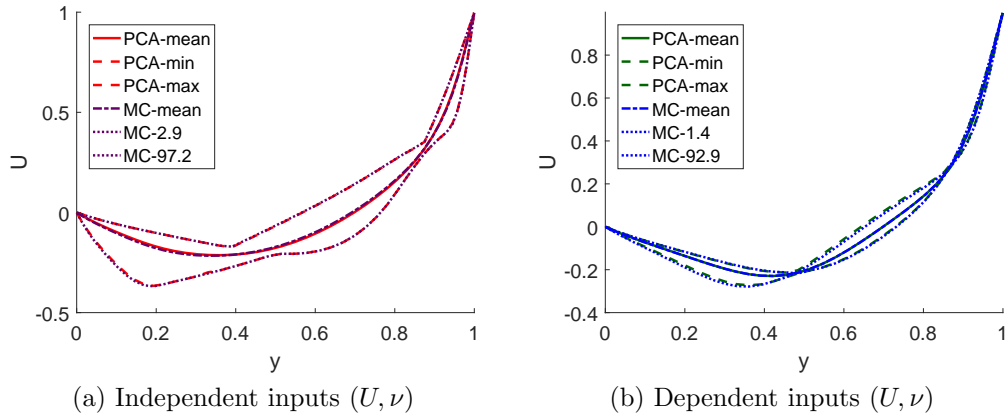 1
0.5
0
-0.5
U
PCA-mean
PCA-min
PCA-max
MC-mean
MC-2.9
MC-97.2
0 0.2 0.4 0.6 0.8 1
y
(a) Independent inputs (U, ν)
0.8
0.6
0.4
0.2
0
-0.2
-0.4
U
PCA-mean
PCA-min
PCA-max
MC-mean
MC-1.4
MC-92.9
0 0.2 0.4 0.6 0.8 1
y
(b) Dependent inputs (U, ν)